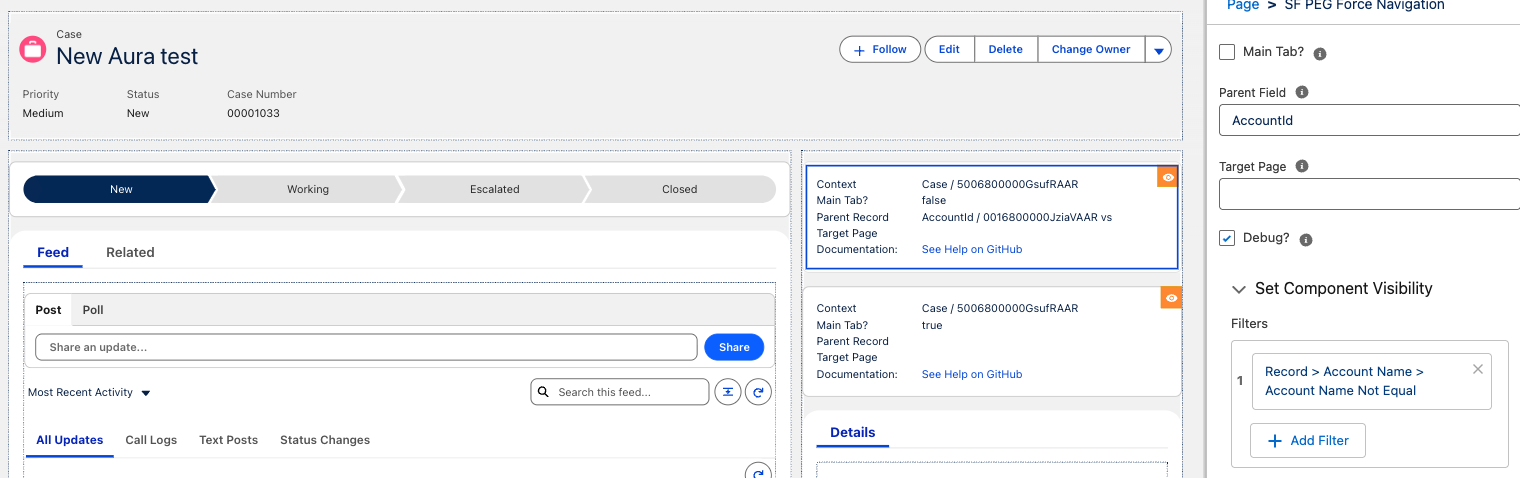 Case
New Aura test
Follow
Edit
Delete
Change Owner
Priority
Status
Case Number
Medium
New
00001033
New
Working
Escalated
Closed
Feed
Related
Post
Poll
Share an update...
Share
Most Recent Activity
Search this feed...
All Updates
Call Logs
Text Posts
Status Changes
Context Case / 5006800000GsufRAAR
Main Tab? false
Parent Record AccountId / 0016800000JziaVAAR vs
Target Page
Documentation: See Help on GitHub
Context Case / 5006800000GsufRAAR
Main Tab? true
Parent Record
Target Page
Documentation: See Help on GitHub
Details
Page > SF PEG Force Navigation
Main Tab?
Parent Field
AccountId
Target Page
Debug?
Set Component Visibility
Filters
1
Record > Account Name >
Account Name Not Equal
Add Filter